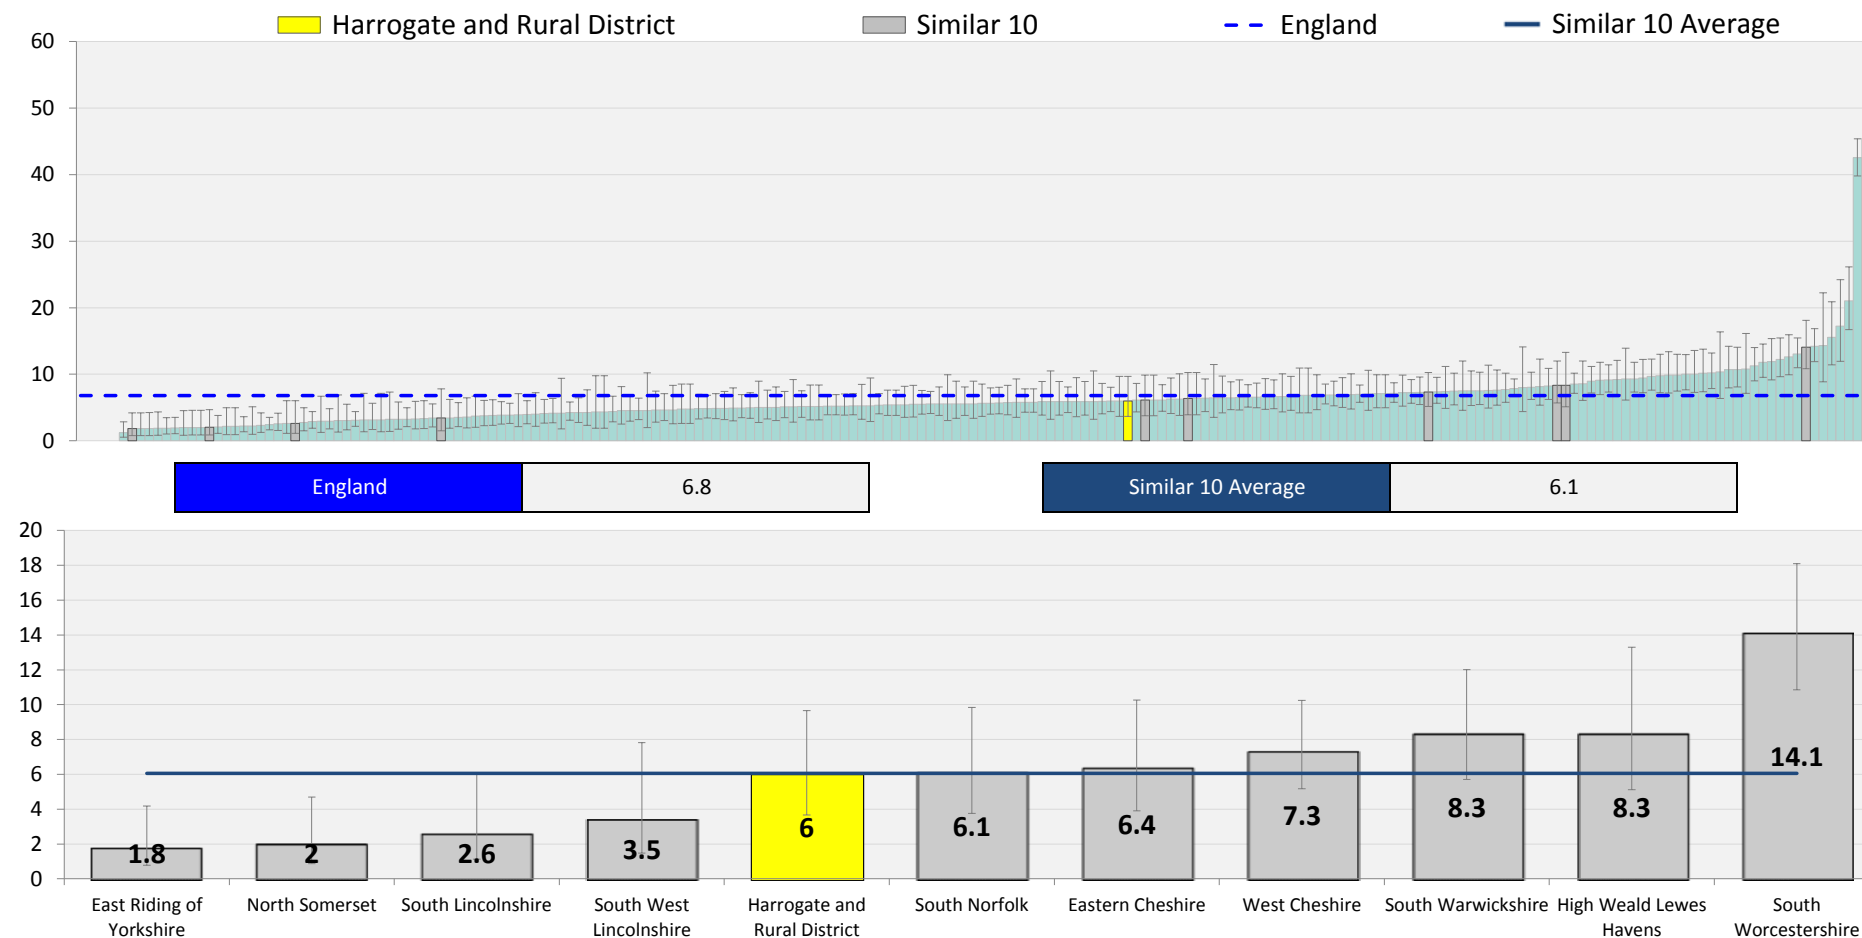 Harrogate and Rural District
Similar 10
England
Similar 10 Average
60
50
40
30
20
10
0
England
6.8
Similar 10 Average
6.1
20
18
16
14
12
10
8
6
4
2
0
1.8
2
2.6
3.5
6
6.1
6.4
7.3
8.3
8.3
14.1
East Riding of
Yorkshire
North Somerset
South Lincolnshire
South West
Lincolnshire
Harrogate and
Rural District
South Norfolk
Eastern Cheshire
West Cheshire
South Warwickshire
High Weald Lewes
Havens
South
Worcestershire